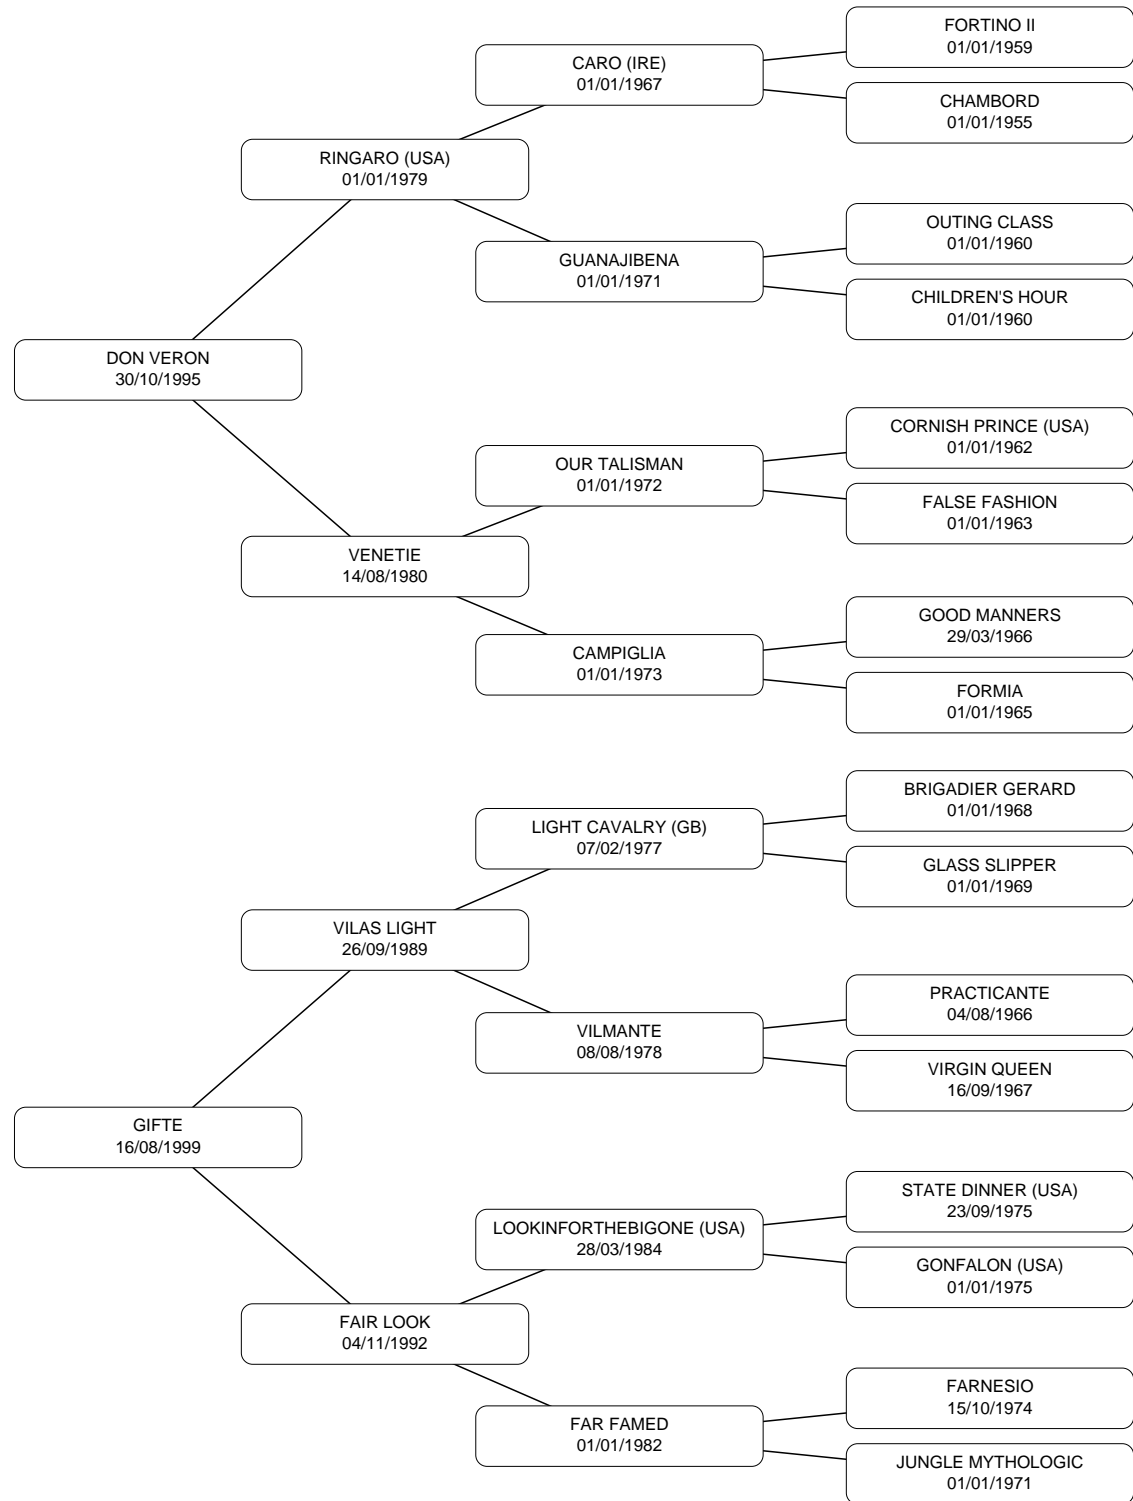 FORTINO II
01/01/1959
CARO (IRE)
01/01/1967
CHAMBORD
01/01/1955
RINGARO (USA)
01/01/1979
OUTING CLASS
01/01/1960
GUANAJIBENA
01/01/1971
CHILDREN'S HOUR
01/01/1960
DON VERON
30/10/1995
CORNISH PRINCE (USA)
01/01/1962
OUR TALISMAN
01/01/1972
FALSE FASHION
01/01/1963
VENETIE
14/08/1980
GOOD MANNERS
29/03/1966
CAMPIGLIA
01/01/1973
FORMIA
01/01/1965
BRIGADIER GERARD
01/01/1968
LIGHT CAVALRY (GB)
07/02/1977
GLASS SLIPPER
01/01/1969
VILAS LIGHT
26/09/1989
PRACTICANTE
04/08/1966
VILMANTE
08/08/1978
VIRGIN QUEEN
16/09/1967
GIFTE
16/08/1999
STATE DINNER (USA)
23/09/1975
LOOKINFORTHEBIGONE (USA)
28/03/1984
GONFALON (USA)
01/01/1975
FAIR LOOK
04/11/1992
FARNESIO
15/10/1974
FAR FAMED
01/01/1982
JUNGLE MYTHOLOGIC
01/01/1971